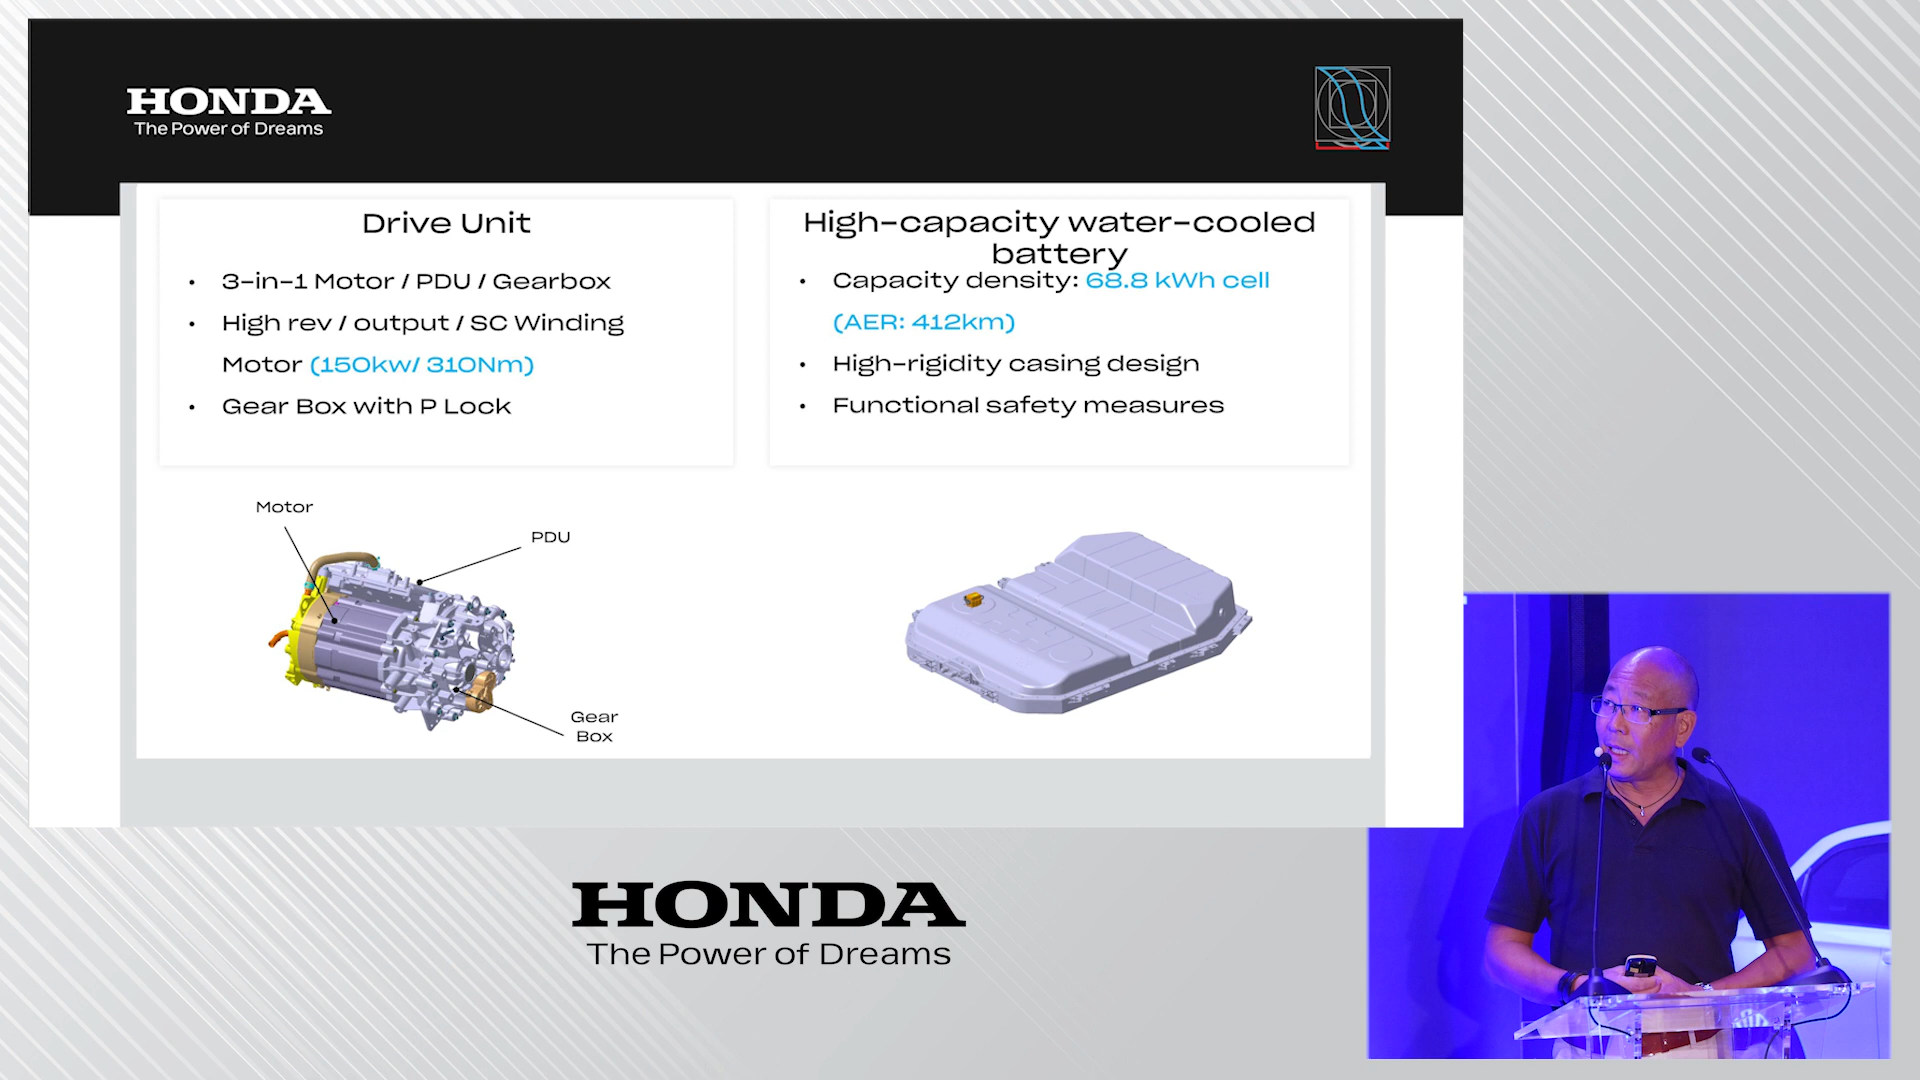 HONDA
The Power of Dreams
Drive Unit
• 3-in-1 Motor / PDU / Gearbox
• High rev / output / SC Winding
Motor (150kw/ 310Nm)
• Gear Box with P Lock
High-capacity water-cooled
battery
• Capacity density: 68.8 kWh cell
(AER: 412km)
• High-rigidity casing design
• Functional safety measures
Motor
PDU
Gear
Box
HONDA
The Power of Dreams